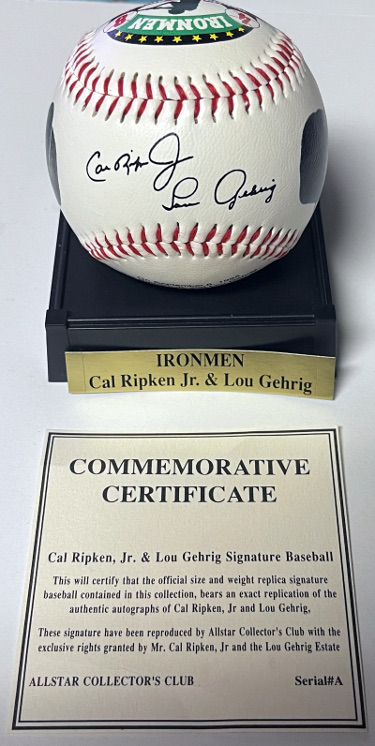 IRONMEN
Cal Ripken Jr
Lou Gehrig
IRONMEN
Cal Ripken Jr. & Lou Gehrig
COMMEMORATIVE
CERTIFICATE
Cal Ripken, Jr. & Lou Gehrig Signature Baseball
This will certify that the official size and weight replica signature
baseball contained in this collection, bears an exact replication of the
authentic autographs of Cal Ripken, Jr and Lou Gehrig,
These signature have been reproduced by Allstar Collector's Club with the
exclusive rights granted by Mr. Cal Ripken, Jr and the Lou Gehrig Estate
ALLSTAR COLLECTOR'S CLUB Serial#A